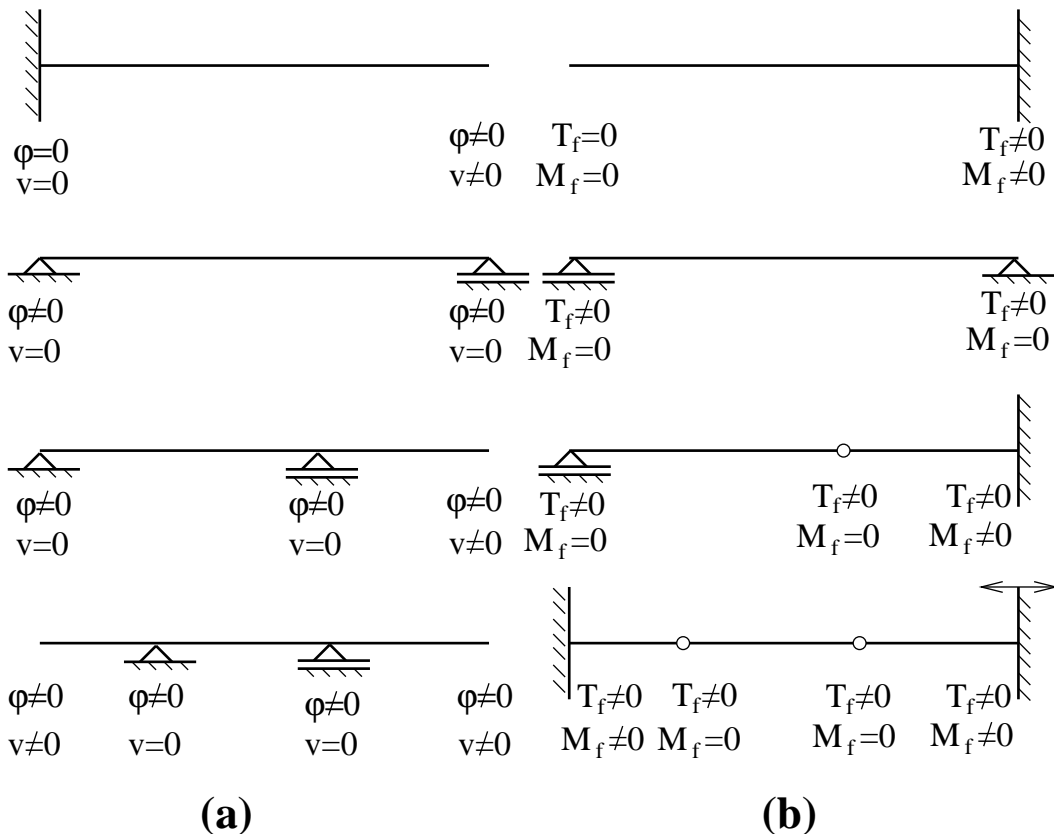 φ=0 φ≠0 T_f=0 T_f≠0
v=0 v≠0 M_f=0 M_f≠0
φ≠0 φ≠0 T_f≠0 T_f≠0
v=0 v=0 M_f=0 M_f=0
φ≠0 φ≠0 φ≠0 T_f≠0 T_f≠0 T_f≠0
v=0 v=0 v≠0 M_f=0 M_f=0 M_f≠0
φ≠0 φ≠0 φ≠0 φ≠0 T_f≠0 T_f≠0 T_f≠0 T_f≠0
v≠0 v=0 v=0 v≠0 M_f≠0 M_f=0 M_f=0 M_f≠0
(a) (b)